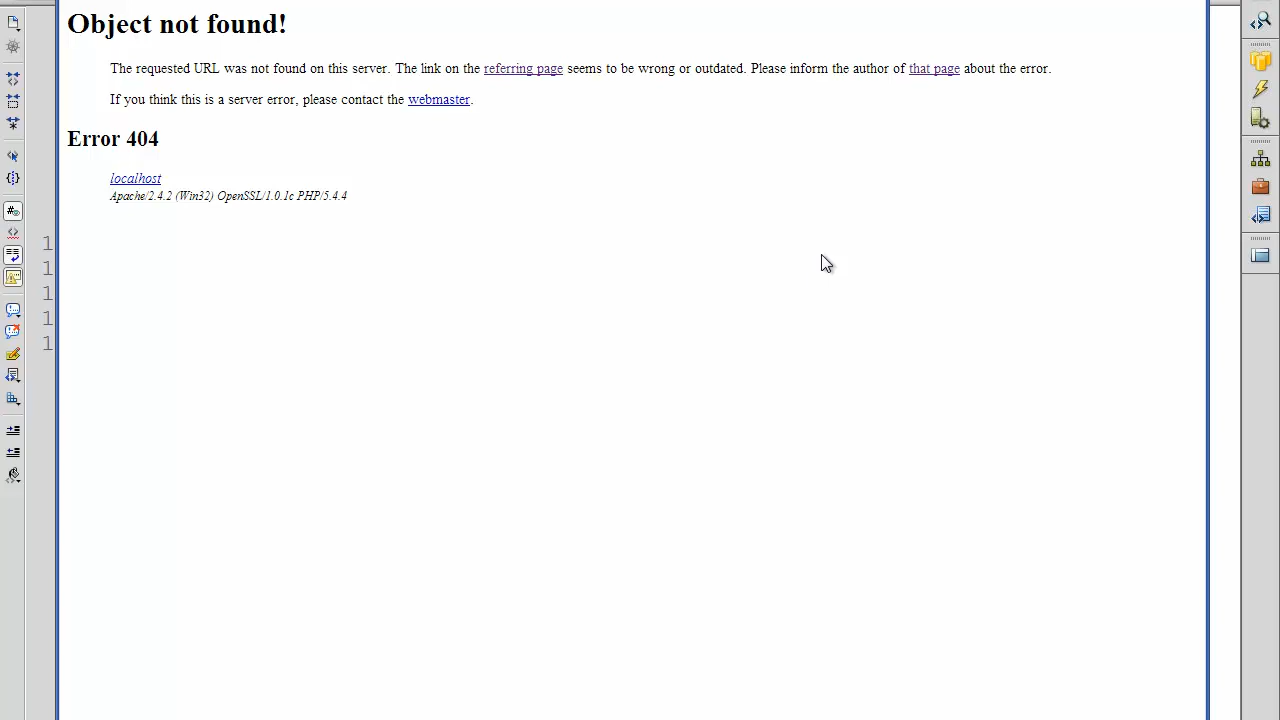 Object not found!
The requested URL was not found on this server. The link on the referring page seems to be wrong or outdated. Please inform the author of that page about the error.
If you think this is a server error, please contact the webmaster.
Error 404
localhost
Apache/2.4.2 (Win32) OpenSSL/1.0.1c PHP/5.4.4
1
1
1
1
1